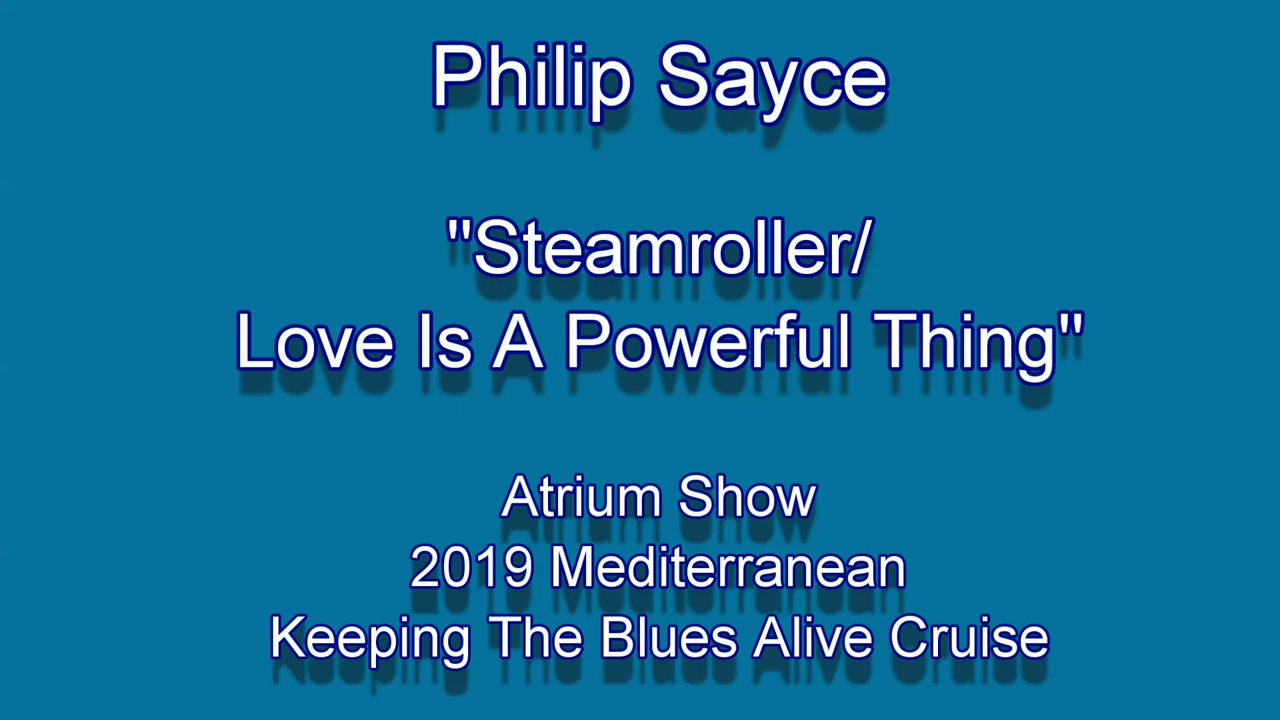 Philip Sayce
"Steamroller/
Love Is A Powerful Thing"
Atrium Show
2019 Mediterranean
Keeping The Blues Alive Cruise